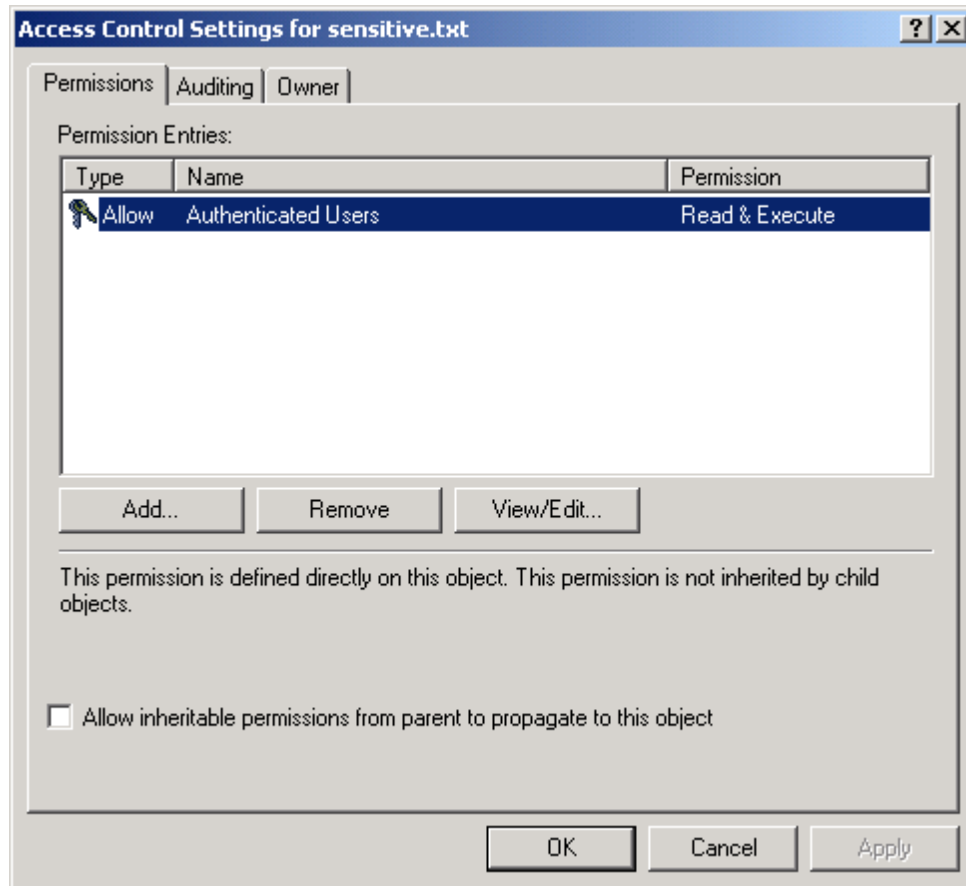 Access Control Settings for sensitive.txt
Permissions Auditing Owner
Permission Entries:
Type Name Permission
Allow Authenticated Users Read & Execute
Add... Remove View/Edit...
This permission is defined directly on this object. This permission is not inherited by child
objects.
Allow inheritable permissions from parent to propagate to this object
OK Cancel Apply